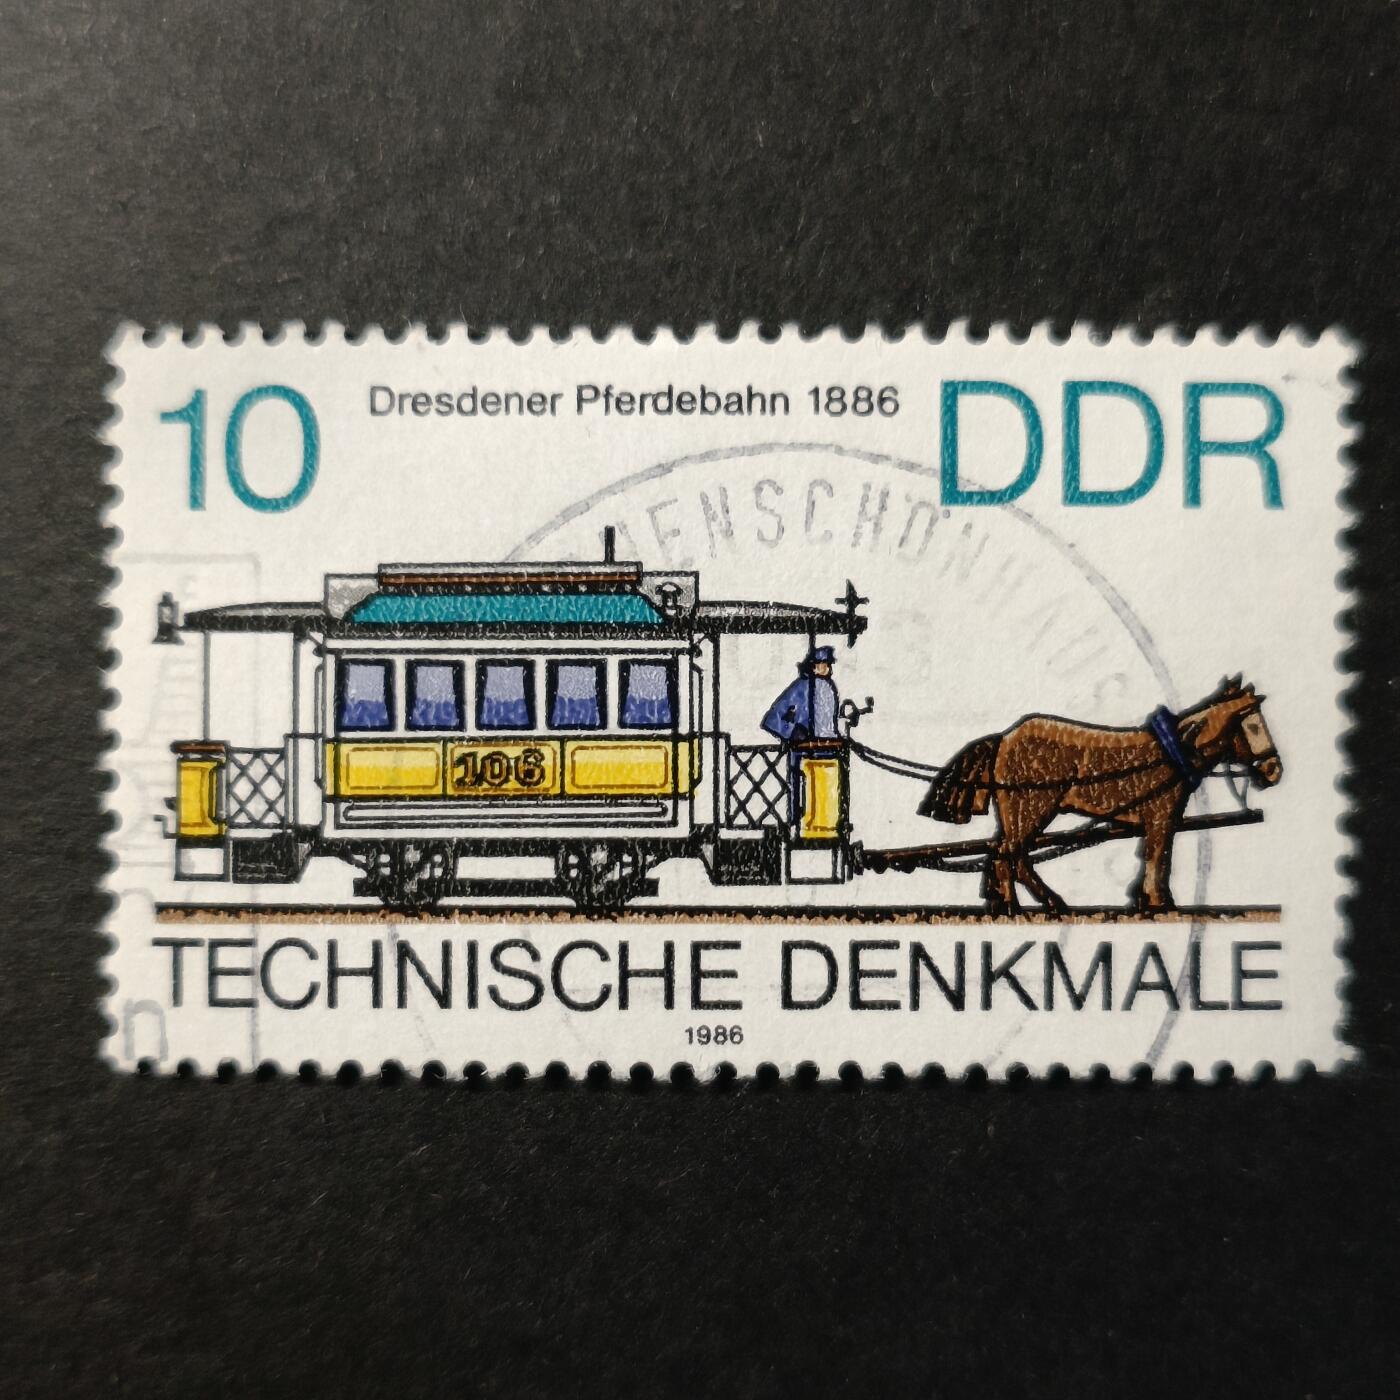 10 Dresdener Pferdebahn 1886 DDR
106
TECHNISCHE DENKMALE
1986